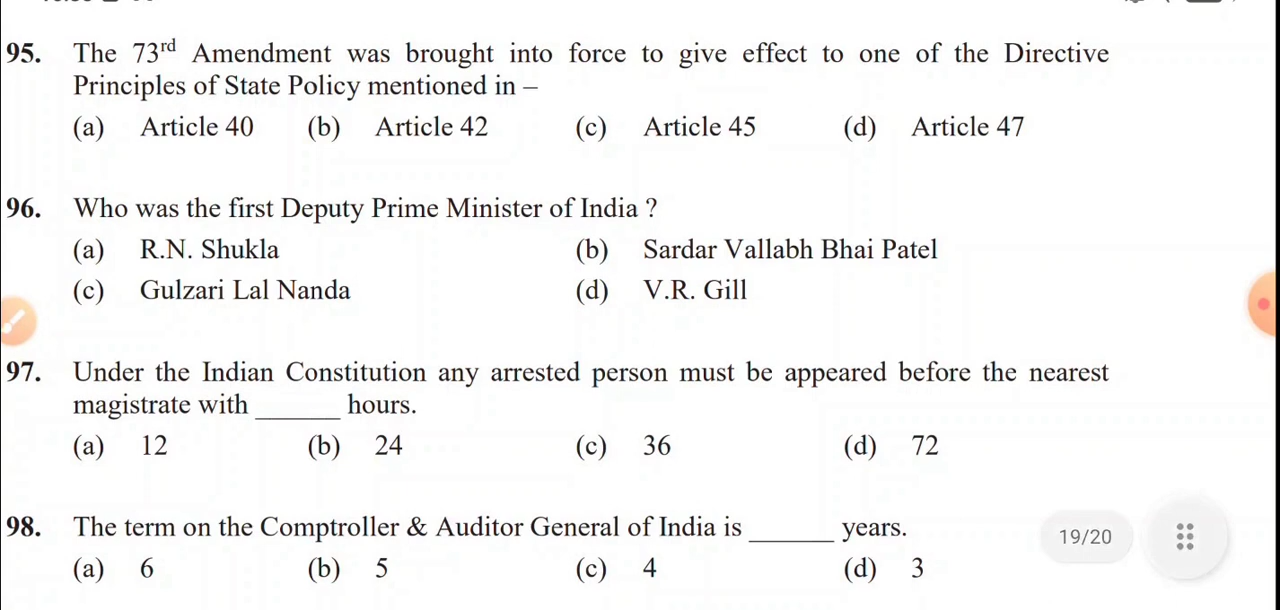 95. The 73rd Amendment was brought into force to give effect to one of the Directive
Principles of State Policy mentioned in –
(a) Article 40 (b) Article 42 (c) Article 45 (d) Article 47
96. Who was the first Deputy Prime Minister of India ?
(a) R.N. Shukla (b) Sardar Vallabh Bhai Patel
(c) Gulzari Lal Nanda (d) V.R. Gill
97. Under the Indian Constitution any arrested person must be appeared before the nearest
magistrate with ______ hours.
(a) 12 (b) 24 (c) 36 (d) 72
98. The term on the Comptroller & Auditor General of India is ______ years.
(a) 6 (b) 5 (c) 4 (d) 3
19/20